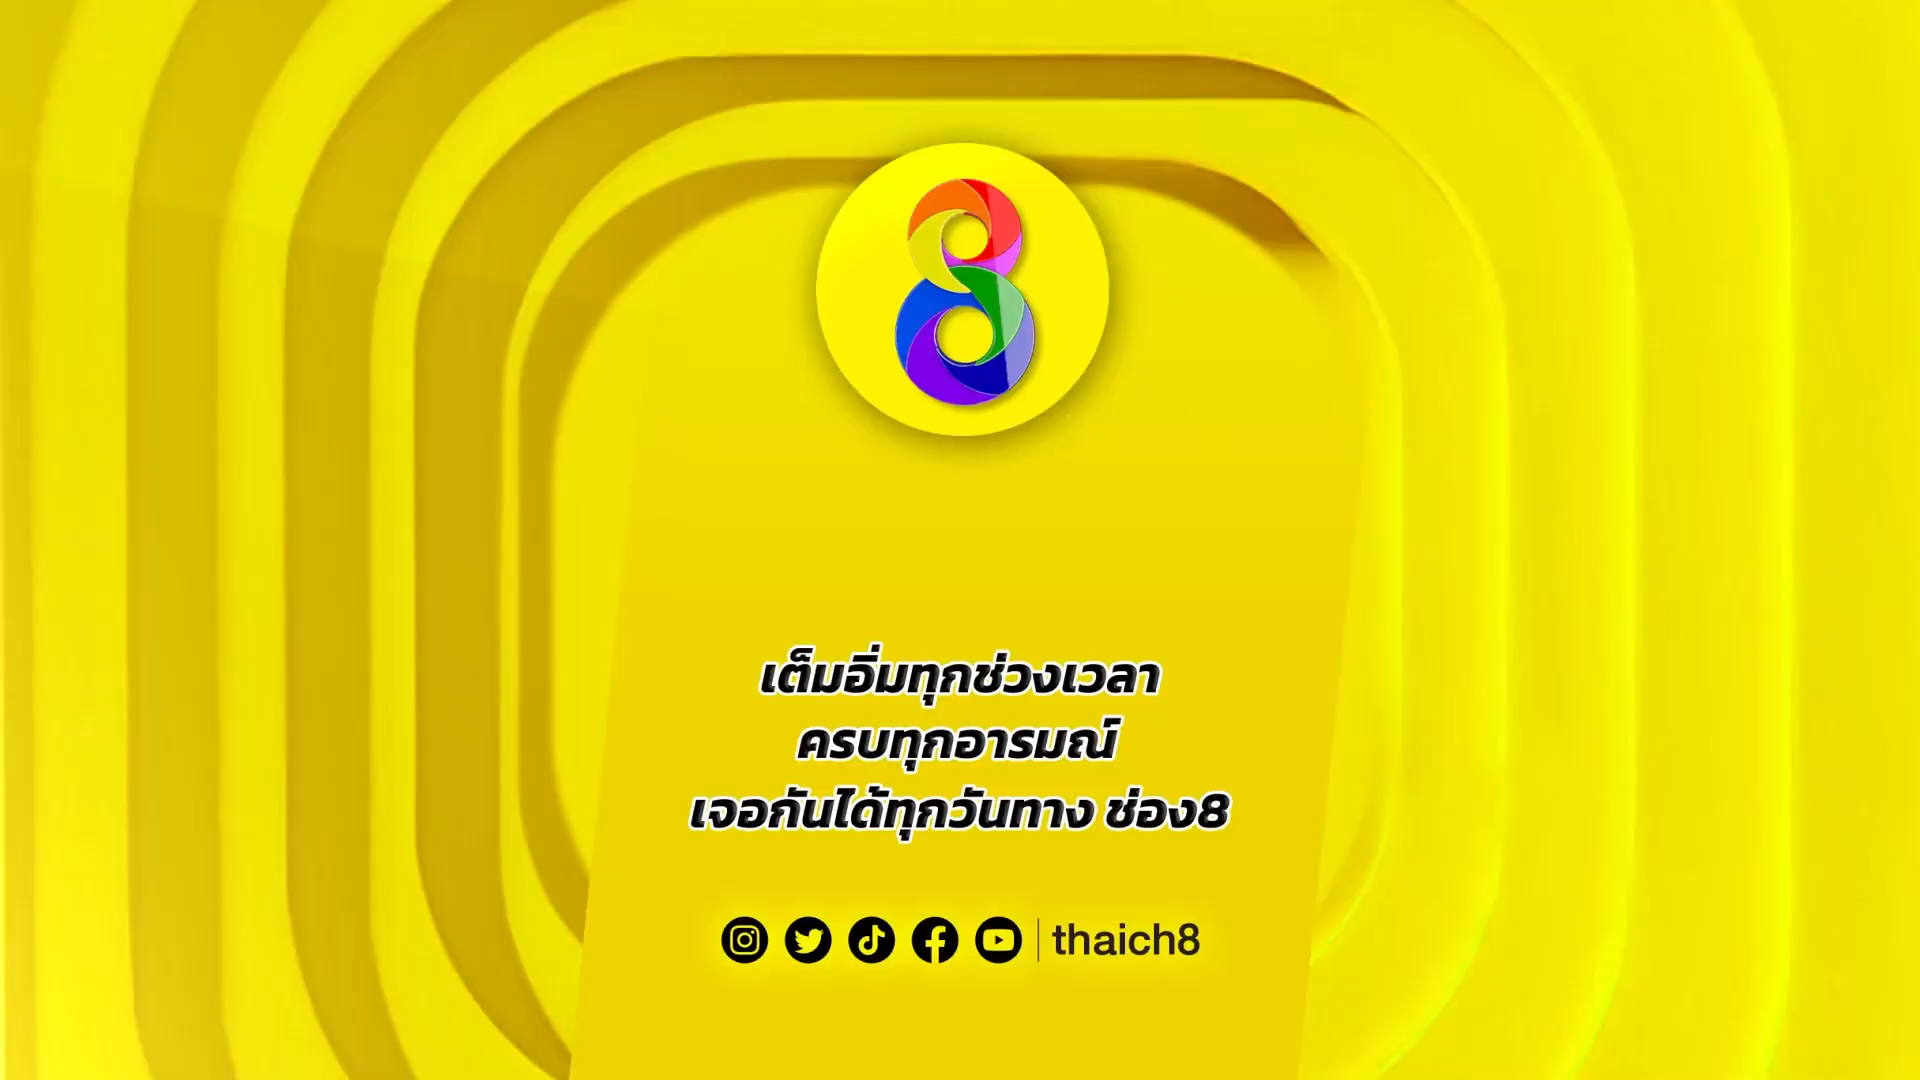 8
เต็มอิ่มทุกช่วงเวลา
ครบทุกอารมณ์
เจอกันได้ทุกวันทาง ช่อง8
thaich8